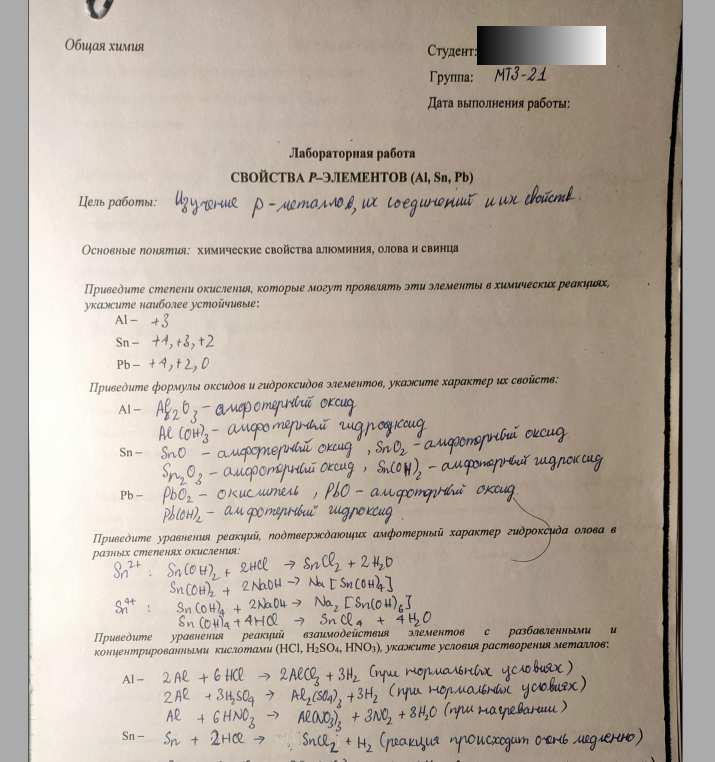 Общая химия
Студент:
Группа: МТ3-21
Дата выполнения работы:
Лабораторная работа
СВОЙСТВА P–ЭЛЕМЕНТОВ (Al, Sn, Pb)
Цель работы: Изучение p-металлов, их соединений и их свойств.
Основные понятия: химические свойства алюминия, олова и свинца
Приведите степени окисления, которые могут проявлять эти элементы в химических реакциях,
укажите наиболее устойчивые:
Al – +3
Sn – +4, +3, +2
Pb – +4, +2, 0
Приведите формулы оксидов и гидроксидов элементов, укажите характер их свойств:
Al – Al₂O₃ - амфотерный оксид
Al(OH)₃ - амфотерный гидроксид
Sn – SnO - амфотерный оксид, SnO₂ - амфотерный оксид
Sn₂O₃ - амфотерный оксид, Sn(OH)₂ - амфотерный гидроксид
Pb – PbO₂ - окислитель, PbO - амфотерный оксид
Pb(OH)₂ - амфотерный гидроксид
Приведите уравнения реакций, подтверждающих амфотерный характер гидроксида олова в
разных степенях окисления:
Sn²⁺: Sn(OH)₂ + 2HCl → SnCl₂ + 2H₂O
Sn(OH)₂ + 2NaOH → Na[Sn(OH)₄]
Sn⁴⁺: Sn(OH)₄ + 2NaOH → Na₂[Sn(OH)₆]
Sn(OH)₄ + 4HCl → SnCl₄ + 4H₂O
Приведите уравнения реакций взаимодействия элементов с разбавленными и
концентрированными кислотами (HCl, H₂SO₄, HNO₃), укажите условия растворения металлов:
Al – 2Al + 6HCl → 2AlCl₃ + 3H₂ (при нормальных условиях)
2Al + 3H₂SO₄ → Al₂(SO₄)₃ + 3H₂ (при нормальных условиях)
Al + 6HNO₃ → Al(NO₃)₃ + 3NO₂ + 3H₂O (при нагревании)
Sn – Sn + 2HCl → SnCl₂ + H₂ (реакция происходит очень медленно)